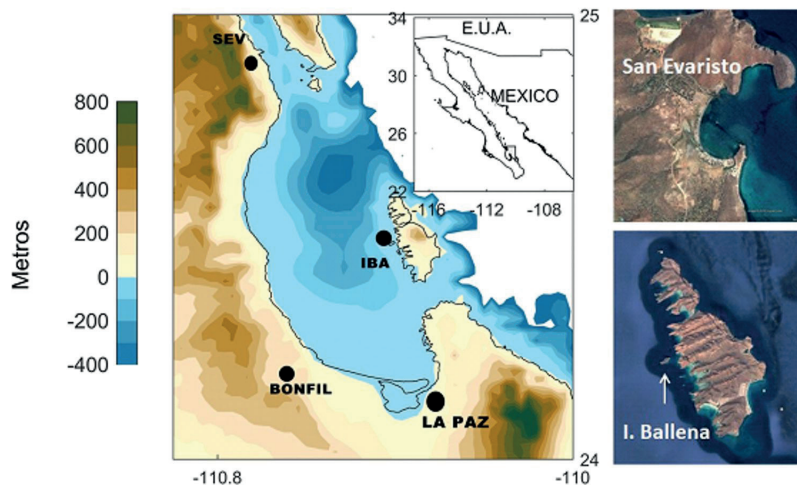 Metros
800
600
400
200
0
-200
-400
SEV
IBA
BONFIL
LA PAZ
25
24
-110.8
-110
34
30
26
22
-116
-112
-108
E.U.A.
MEXICO
San Evaristo
I. Ballena